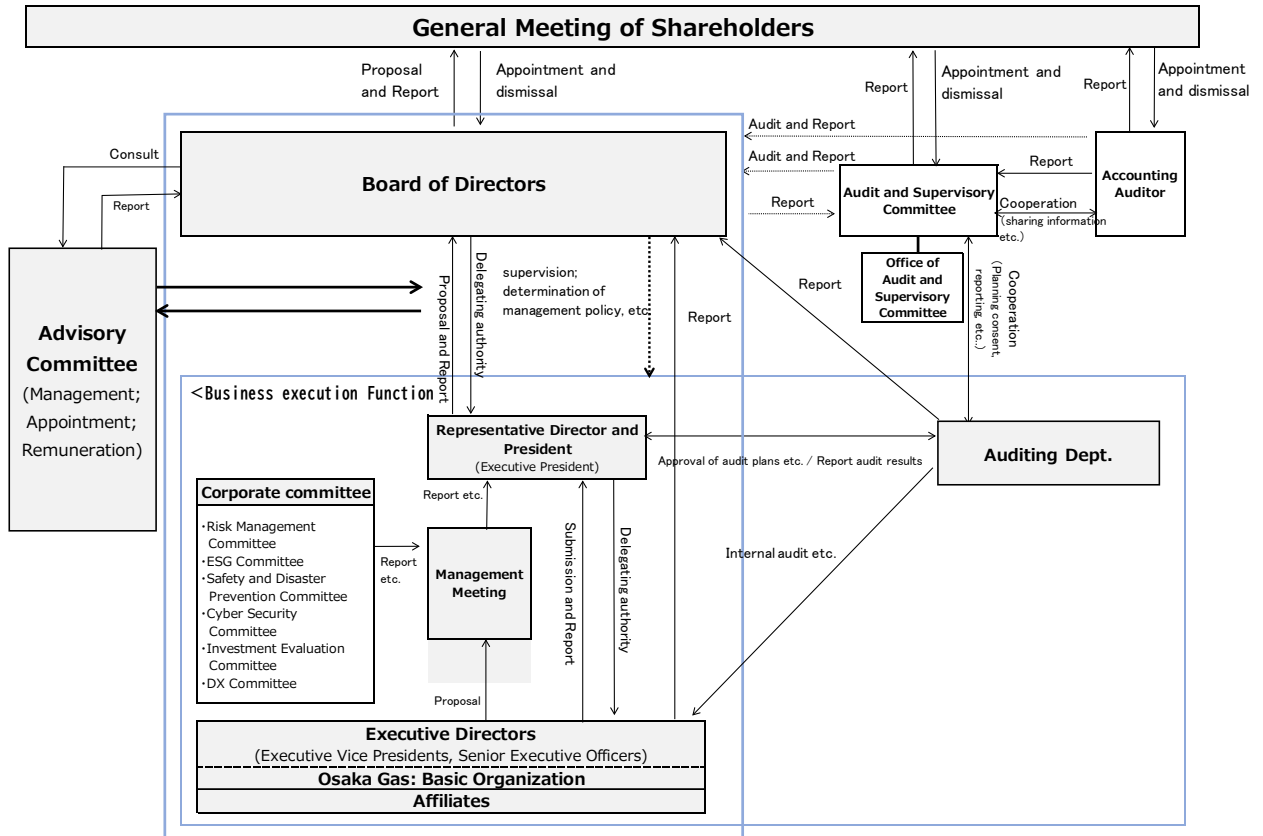 General Meeting of Shareholders
Proposal
and Report
Appointment and
dismissal
Report
Appointment and
dismissal
Report
Appointment
and dismissal
Consult
Report
Board of Directors
Audit and Report
Audit and Report
Report
Audit and Supervisory
Committee
Report
Cooperation
(sharing information
etc.)
Accounting
Auditor
Office of
Audit and
Supervisory
Committee
Advisory
Committee
(Management;
Appointment;
Remuneration)
Proposal and Report
Delegating authority
supervision;
determination of
management policy, etc
Report
Report
Cooperation
(Planning consent,
reporting, etc..)
<Business execution Function
Representative Director and
President
(Executive President)
Approval of audit plans etc. / Report audit results
Auditing Dept.
Corporate committee
・Risk Management
Committee
・ESG Committee
・Safety and Disaster
Prevention Committee
・Cyber Security
Committee
・Investment Evaluation
Committee
・DX Committee
Report
etc.
Report etc.
Management
Meeting
Submission and Report
Delegating authority
Internal audit etc.
Proposal
Executive Directors
(Executive Vice Presidents, Senior Executive Officers)
Osaka Gas: Basic Organization
Affiliates